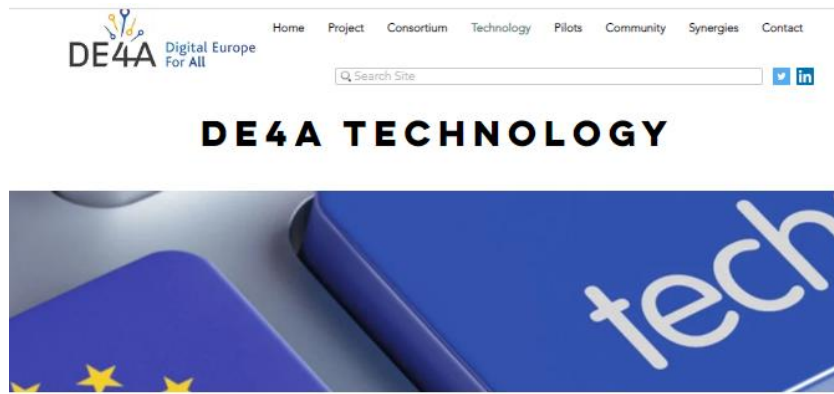 DE4A Digital Europe For All
Home Project Consortium Technology Pilots Community Synergies Contact
Search Site
DE4A TECHNOLOGY
tech